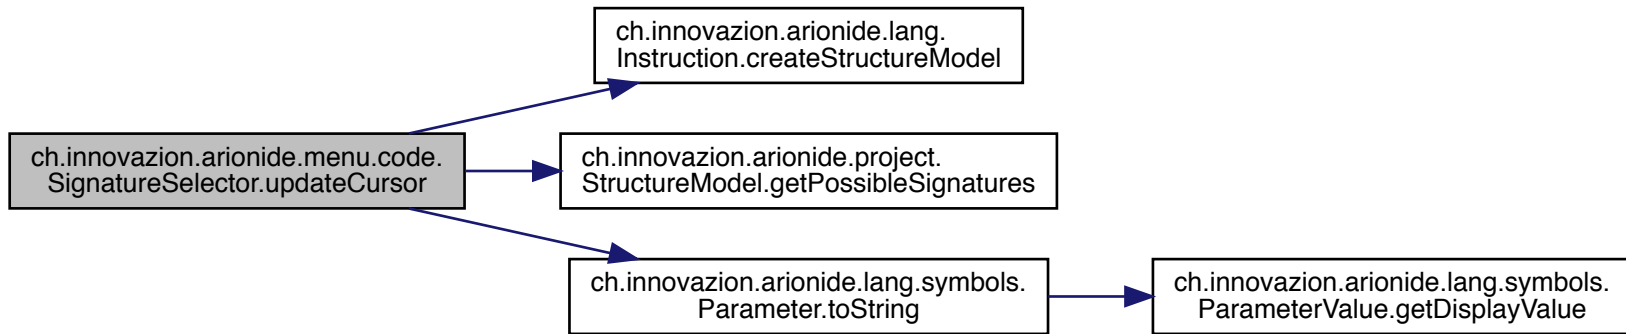 ch.innovazion.arionide.lang.
Instruction.createStructureModel
ch.innovazion.arionide.menu.code.
SignatureSelector.updateCursor
ch.innovazion.arionide.project.
StructureModel.getPossibleSignatures
ch.innovazion.arionide.lang.symbols.
Parameter.toString
ch.innovazion.arionide.lang.symbols.
ParameterValue.getDisplayValue